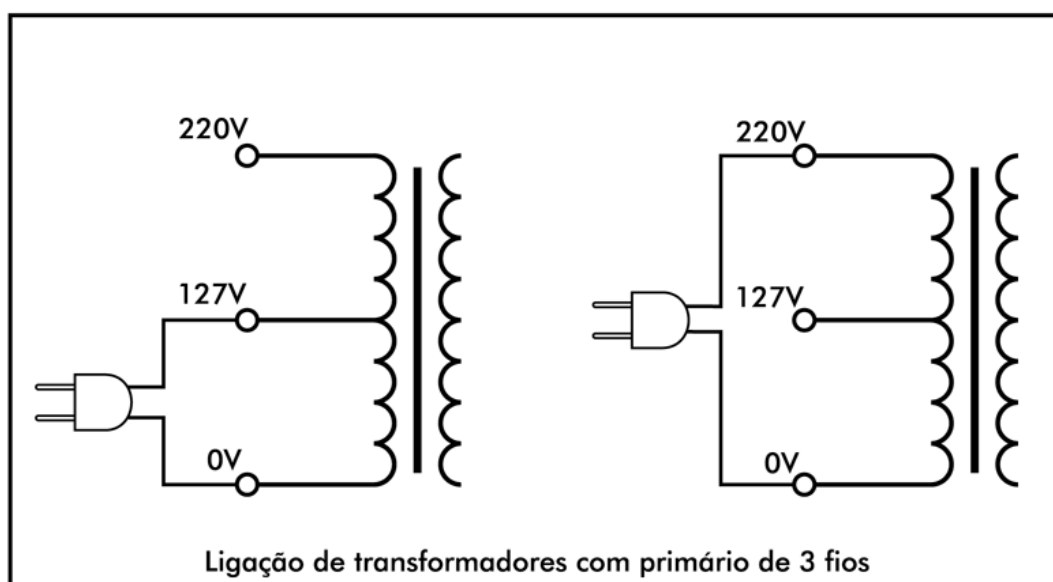 220V
127V
0V
220V
127V
0V
Ligação de transformadores com primário de 3 fios